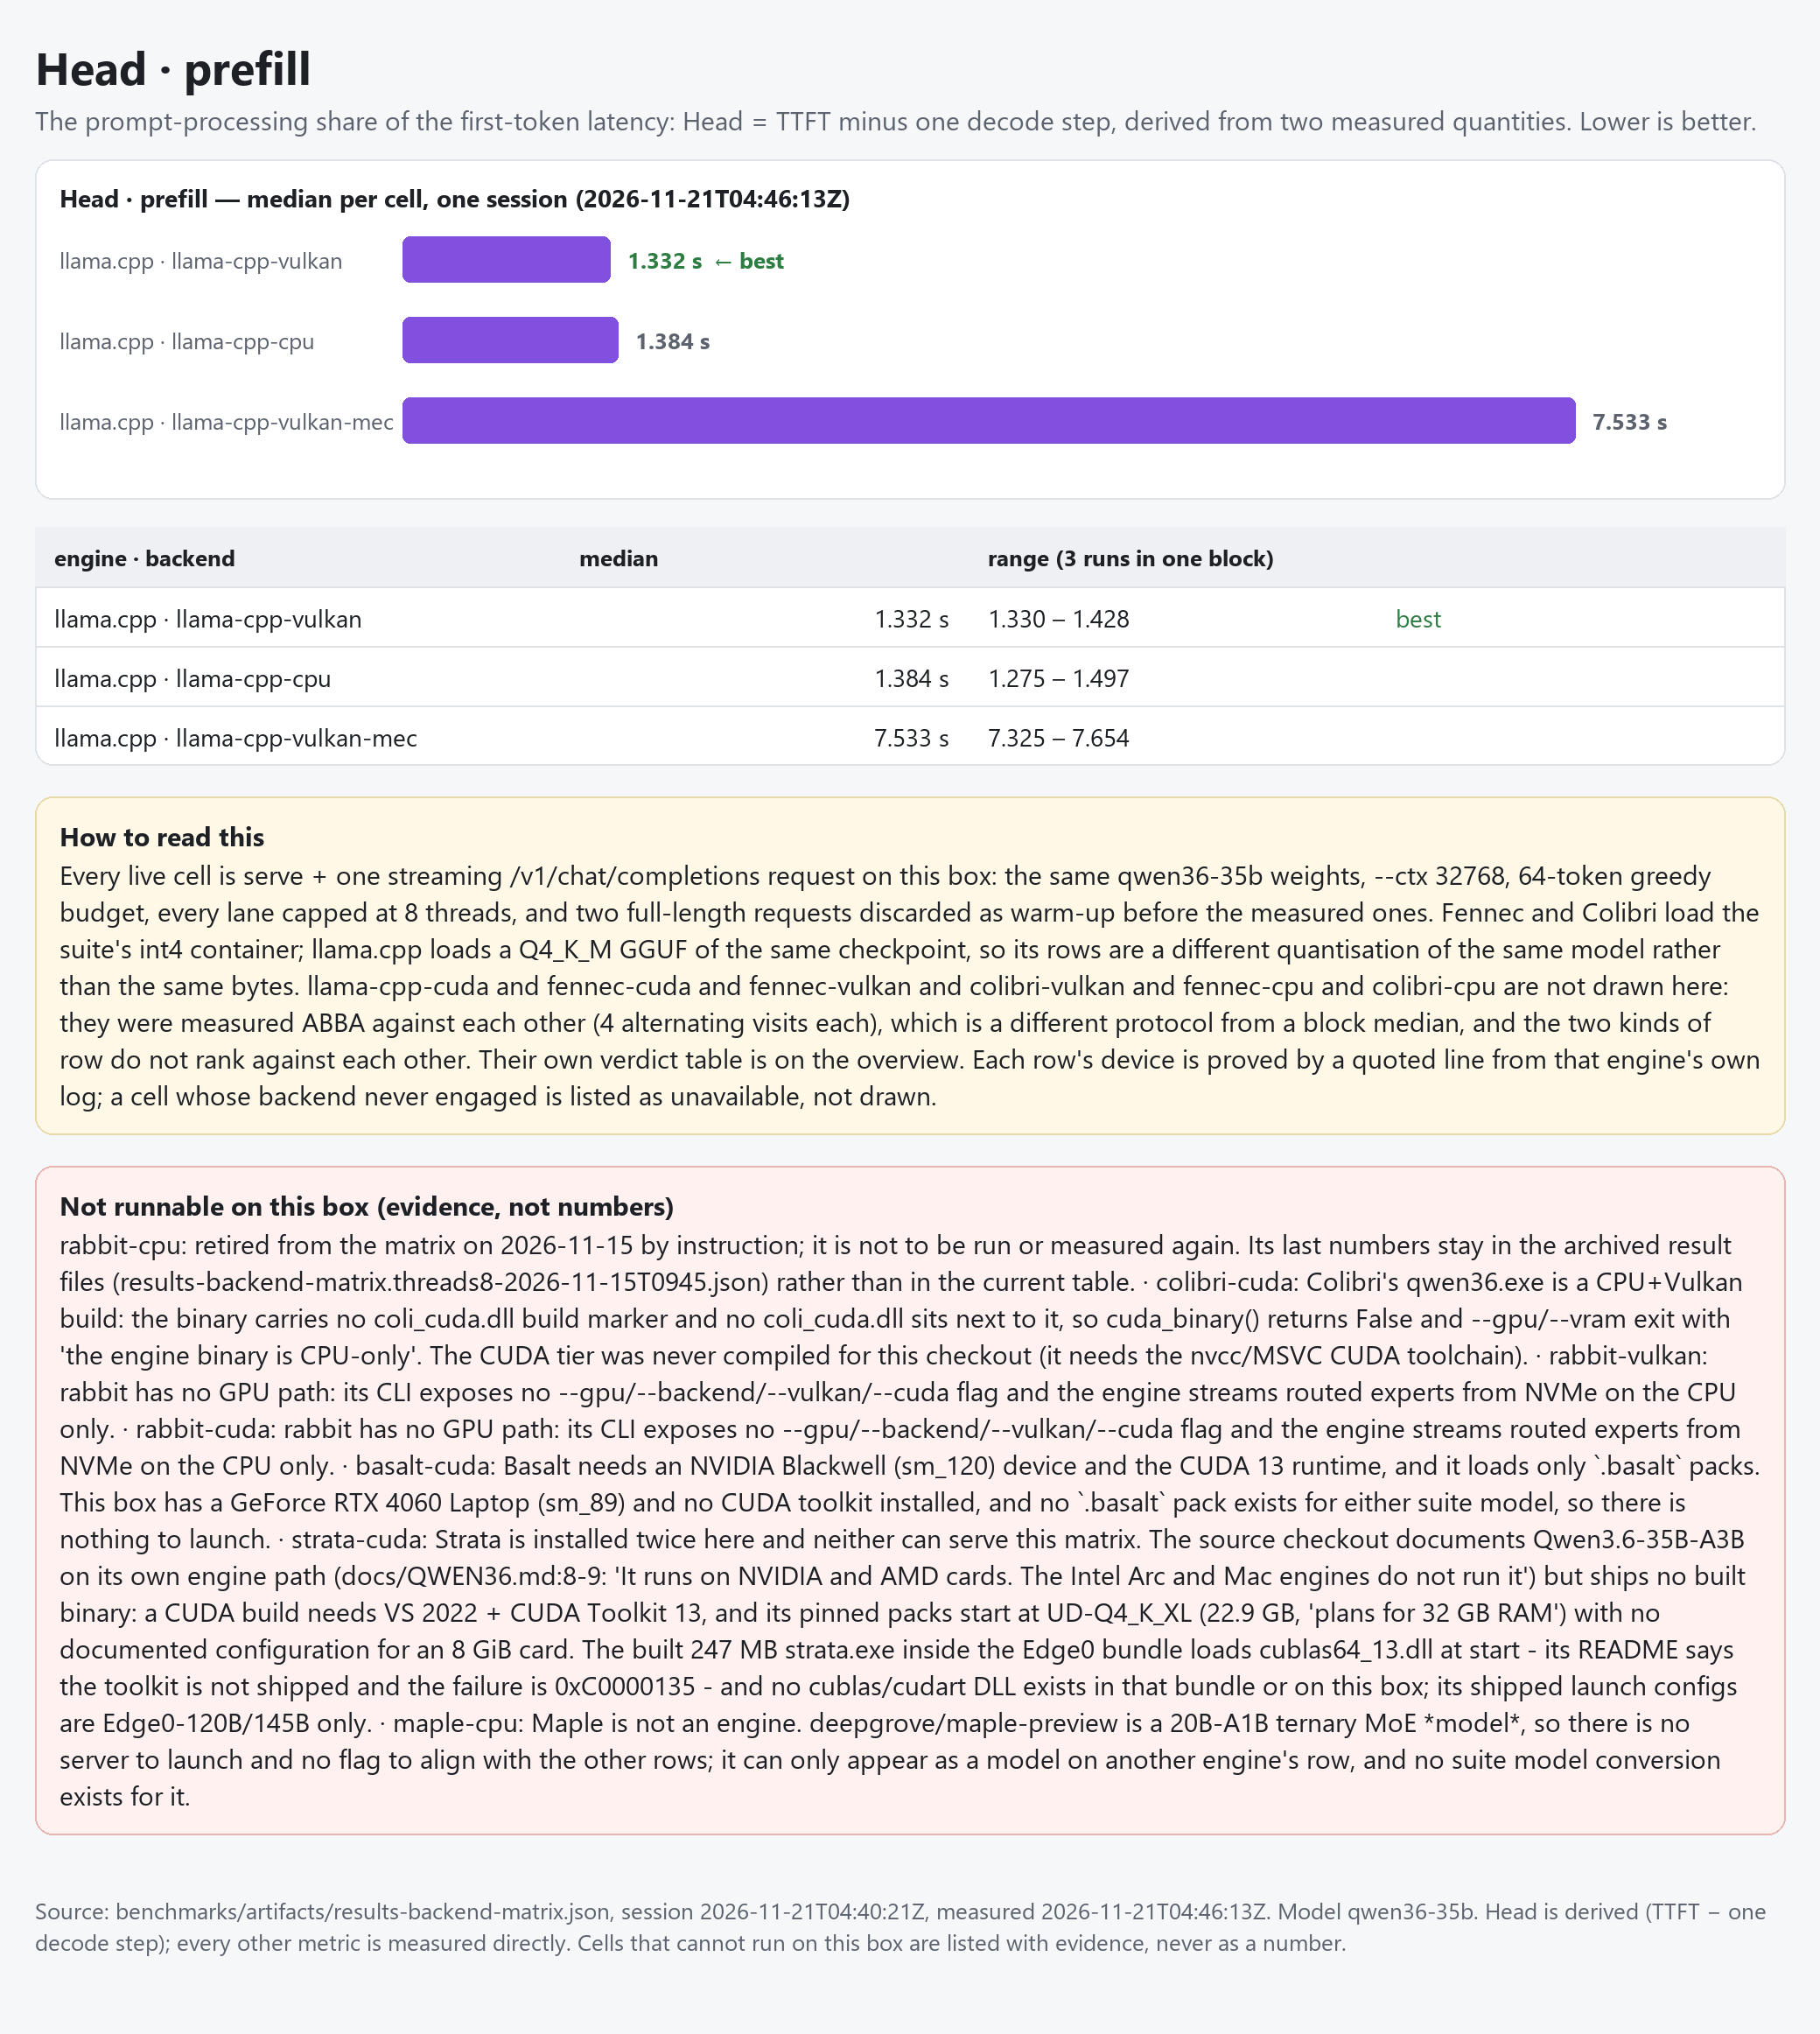 Head · prefill
The prompt-processing share of the first-token latency: Head = TTFT minus one decode step, derived from two measured quantities. Lower is better.
Head · prefill — median per cell, one session (2026-11-21T04:46:13Z)
llama.cpp · llama-cpp-vulkan 1.332 s ← best
llama.cpp · llama-cpp-cpu 1.384 s
llama.cpp · llama-cpp-vulkan-mec 7.533 s
engine · backend median range (3 runs in one block)
llama.cpp · llama-cpp-vulkan 1.332 s 1.330 – 1.428 best
llama.cpp · llama-cpp-cpu 1.384 s 1.275 – 1.497
llama.cpp · llama-cpp-vulkan-mec 7.533 s 7.325 – 7.654
How to read this
Every live cell is serve + one streaming /v1/chat/completions request on this box: the same qwen36-35b weights, --ctx 32768, 64-token greedy
budget, every lane capped at 8 threads, and two full-length requests discarded as warm-up before the measured ones. Fennec and Colibri load the
suite's int4 container; llama.cpp loads a Q4_K_M GGUF of the same checkpoint, so its rows are a different quantisation of the same model rather
than the same bytes. llama-cpp-cuda and fennec-cuda and fennec-vulkan and colibri-vulkan and fennec-cpu and colibri-cpu are not drawn here:
they were measured ABBA against each other (4 alternating visits each), which is a different protocol from a block median, and the two kinds of
row do not rank against each other. Their own verdict table is on the overview. Each row's device is proved by a quoted line from that engine's own
log; a cell whose backend never engaged is listed as unavailable, not drawn.
Not runnable on this box (evidence, not numbers)
rabbit-cpu: retired from the matrix on 2026-11-15 by instruction; it is not to be run or measured again. Its last numbers stay in the archived result
files (results-backend-matrix.threads8-2026-11-15T0945.json) rather than in the current table. · colibri-cuda: Colibri's qwen36.exe is a CPU+Vulkan
build: the binary carries no coli_cuda.dll build marker and no coli_cuda.dll sits next to it, so cuda_binary() returns False and --gpu/--vram exit with
'the engine binary is CPU-only'. The CUDA tier was never compiled for this checkout (it needs the nvcc/MSVC CUDA toolchain). · rabbit-vulkan:
rabbit has no GPU path: its CLI exposes no --gpu/--backend/--vulkan/--cuda flag and the engine streams routed experts from NVMe on the CPU
only. · rabbit-cuda: rabbit has no GPU path: its CLI exposes no --gpu/--backend/--vulkan/--cuda flag and the engine streams routed experts from
NVMe on the CPU only. · basalt-cuda: Basalt needs an NVIDIA Blackwell (sm_120) device and the CUDA 13 runtime, and it loads only `.basalt` packs.
This box has a GeForce RTX 4060 Laptop (sm_89) and no CUDA toolkit installed, and no `.basalt` pack exists for either suite model, so there is
nothing to launch. · strata-cuda: Strata is installed twice here and neither can serve this matrix. The source checkout documents Qwen3.6-35B-A3B
on its own engine path (docs/QWEN36.md:8-9: 'It runs on NVIDIA and AMD cards. The Intel Arc and Mac engines do not run it') but ships no built
binary: a CUDA build needs VS 2022 + CUDA Toolkit 13, and its pinned packs start at UD-Q4_K_XL (22.9 GB, 'plans for 32 GB RAM') with no
documented configuration for an 8 GiB card. The built 247 MB strata.exe inside the Edge0 bundle loads cublas64_13.dll at start - its README says
the toolkit is not shipped and the failure is 0xC0000135 - and no cublas/cudart DLL exists in that bundle or on this box; its shipped launch configs
are Edge0-120B/145B only. · maple-cpu: Maple is not an engine. deepgrove/maple-preview is a 20B-A1B ternary MoE *model*, so there is no
server to launch and no flag to align with the other rows; it can only appear as a model on another engine's row, and no suite model conversion
exists for it.
Source: benchmarks/artifacts/results-backend-matrix.json, session 2026-11-21T04:40:21Z, measured 2026-11-21T04:46:13Z. Model qwen36-35b. Head is derived (TTFT − one
decode step); every other metric is measured directly. Cells that cannot run on this box are listed with evidence, never as a number.